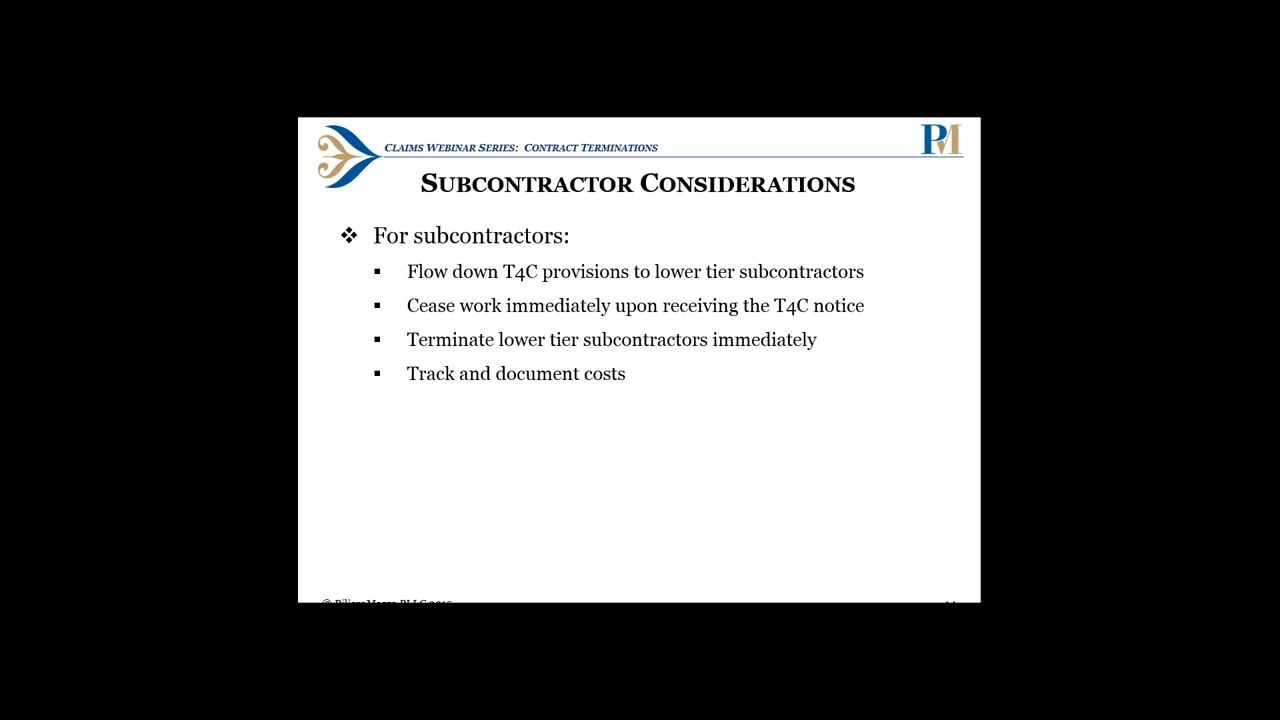 CLAIMS WEBINAR SERIES: CONTRACT TERMINATIONS
PM
SUBCONTRACTOR CONSIDERATIONS
❖ For subcontractors:
▪ Flow down T4C provisions to lower tier subcontractors
▪ Cease work immediately upon receiving the T4C notice
▪ Terminate lower tier subcontractors immediately
▪ Track and document costs